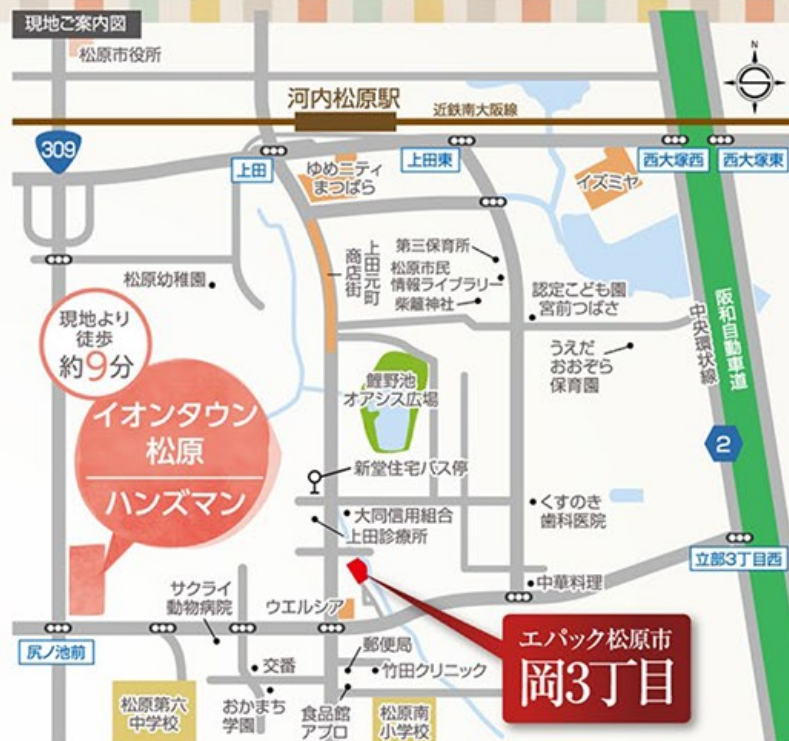 現地ご案内図
松原市役所
N
河内松原駅
近鉄南大阪線
309
上田
ゆめニティ
まつばら
上田東
イズミヤ
西大塚西
西大塚東
上田元町
商店街
第三保育所
松原市民
情報ライブラリー
柴籬神社
松原幼稚園
認定こども園
宮前つばさ
阪和自動車道
中央環状線
現地より
徒歩
約9分
うえだ
おおぞら
保育園
鯉野池
オアシス広場
イオンタウン
松原
ハンズマン
2
新堂住宅バス停
大同信用組合
上田診療所
くすのき
歯科医院
立部3丁目西
サクライ
動物病院
ウエルシア
中華料理
尻ノ池前
エパック松原市
岡3丁目
郵便局
交番
竹田クリニック
松原第六
中学校
おかまち
学園
食品館
アプロ
松原南
小学校